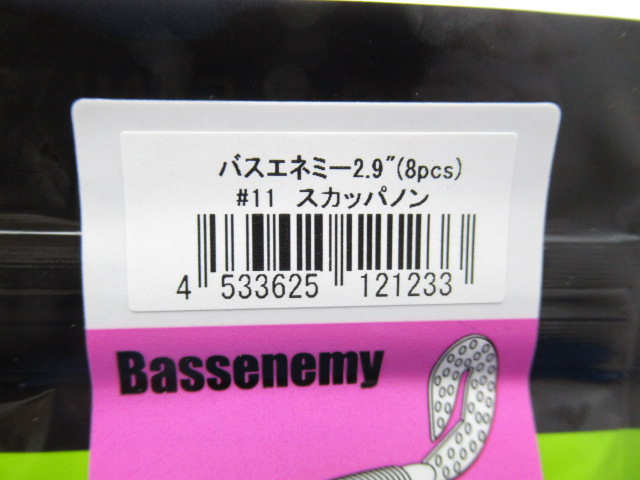 バスエネミー2.9"(8pcs)
#11 スカッパノン
4 533625 121233
Bassenemy